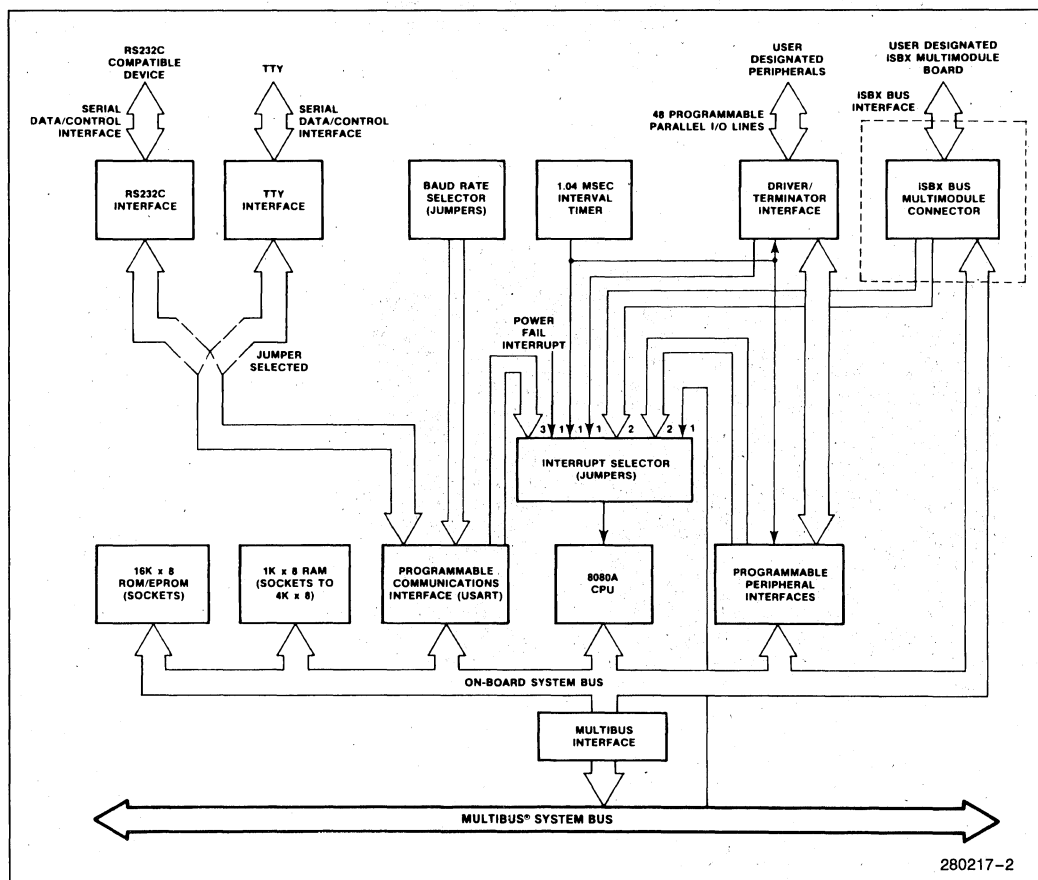 RS232C
COMPATIBLE
DEVICE
TTY
USER
DESIGNATED
PERIPHERALS
USER DESIGNATED
iSBX MULTIMODULE
BOARD
SERIAL
DATA/CONTROL
INTERFACE
SERIAL
DATA/CONTROL
INTERFACE
48 PROGRAMMABLE
PARALLEL I/O LINES
iSBX BUS
INTERFACE
RS232C
INTERFACE
TTY
INTERFACE
BAUD RATE
SELECTOR
(JUMPERS)
1.04 MSEC
INTERVAL
TIMER
DRIVER/
TERMINATOR
INTERFACE
iSBX BUS
MULTIMODULE
CONNECTOR
POWER
FAIL
INTERRUPT
JUMPER
SELECTED
3 1 1 1 2 2 1
INTERRUPT SELECTOR
(JUMPERS)
16K x 8
ROM/EPROM
(SOCKETS)
1K x 8 RAM
(SOCKETS TO
4K x 8)
PROGRAMMABLE
COMMUNICATIONS
INTERFACE (USART)
8080A
CPU
PROGRAMMABLE
PERIPHERAL
INTERFACES
ON-BOARD SYSTEM BUS
MULTIBUS
INTERFACE
MULTIBUS® SYSTEM BUS
280217-2